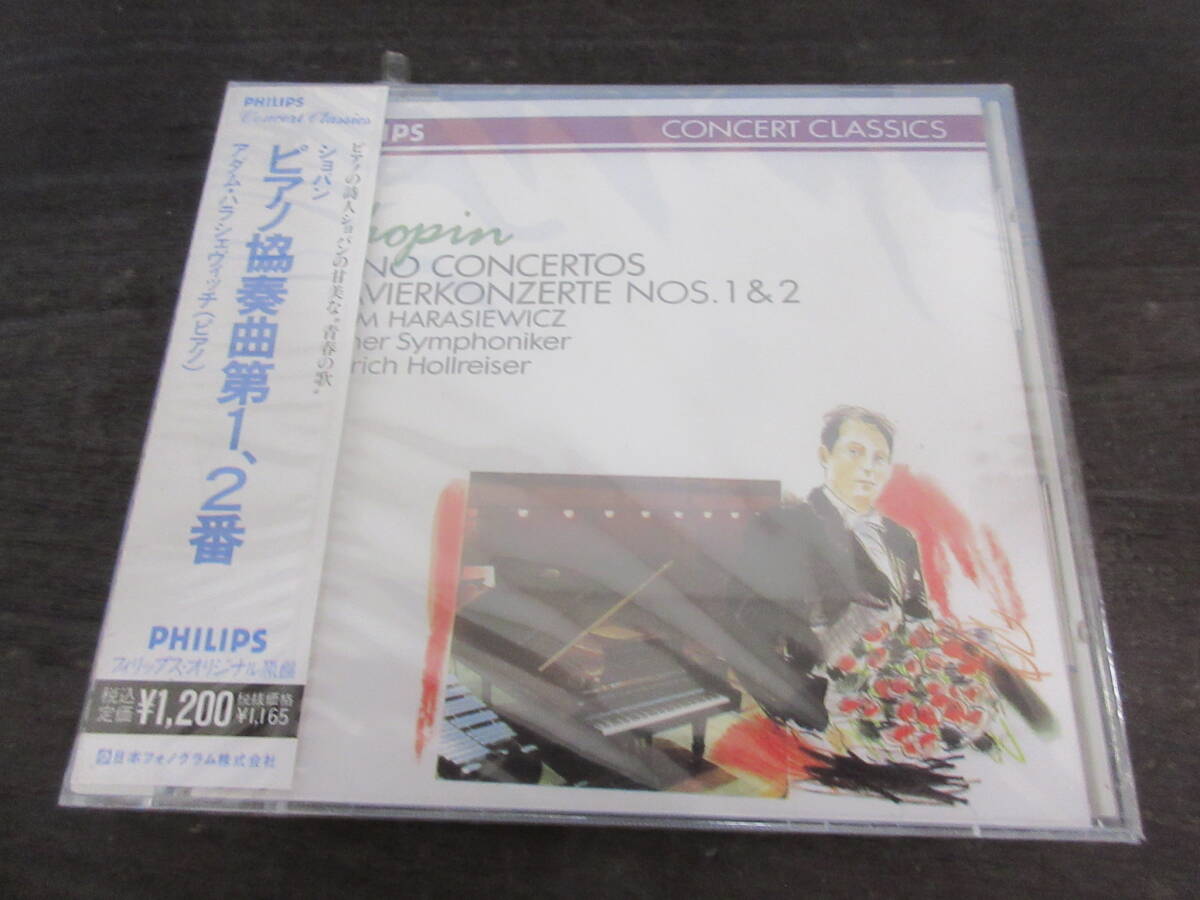 PHILIPS
Concert Classics
ピアノの詩人ショパンの甘美な“青春の歌”
ショパン
ピアノ協奏曲第1、2番
アダム・ハラシェヴィッチ(ピアノ)
PHILIPS
フィリップス・オリジナル原盤
税込定価 ¥1,200 税抜価格 ¥1,165
日本フォノグラム株式会社
IPS
CONCERT CLASSICS
hopin
NO CONCERTOS
AVIERKONZERTE NOS. 1 & 2
M HARASIEWICZ
ner Symphoniker
rich Hollreiser